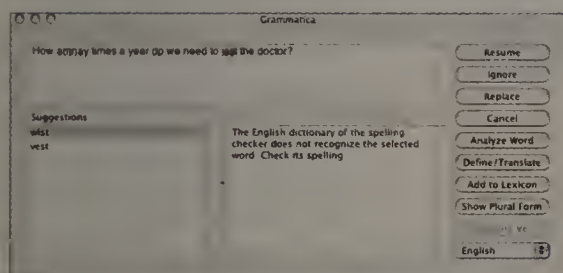 Grammatica
How many times a year do we need to the doctor?
Resume
Ignore
Replace
Cancel
Analyze Word
Define/Translate
Add to Lexicon
Show Plural Form
English
Suggestions
wist
vest
The English dictionary of the spelling
checker does not recognize the selected
word Check its spelling